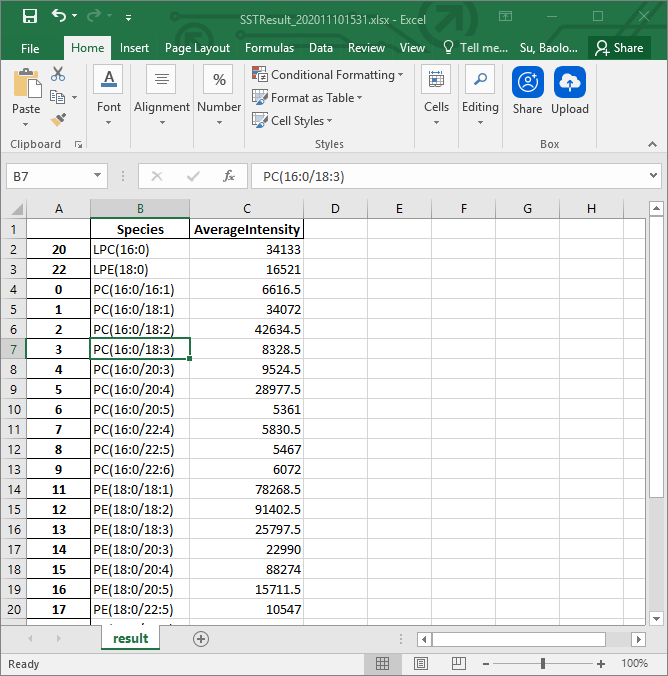 SSTResult_202011101531.xlsx - Excel
File Home Insert Page Layout Formulas Data Review View Tell me... Su, Baolo... Share
Paste
Font
Alignment
%
Number
Conditional Formatting
Format as Table
Cell Styles
Cells
Editing
Share
Upload
Clipboard
Styles
Box
B7 fx PC(16:0/18:3)
A B C D E F G H
1 Species AverageIntensity
2 20 LPC(16:0) 34133
3 22 LPE(18:0) 16521
4 0 PC(16:0/16:1) 6616.5
5 1 PC(16:0/18:1) 34072
6 2 PC(16:0/18:2) 42634.5
7 3 PC(16:0/18:3) 8328.5
8 4 PC(16:0/20:3) 9524.5
9 5 PC(16:0/20:4) 28977.5
10 6 PC(16:0/20:5) 5361
11 7 PC(16:0/22:4) 5830.5
12 8 PC(16:0/22:5) 5467
13 9 PC(16:0/22:6) 6072
14 11 PE(18:0/18:1) 78268.5
15 12 PE(18:0/18:2) 91402.5
16 13 PE(18:0/18:3) 25797.5
17 14 PE(18:0/20:3) 22990
18 15 PE(18:0/20:4) 88274
19 16 PE(18:0/20:5) 15711.5
20 17 PE(18:0/22:5) 10547
result
Ready 100%